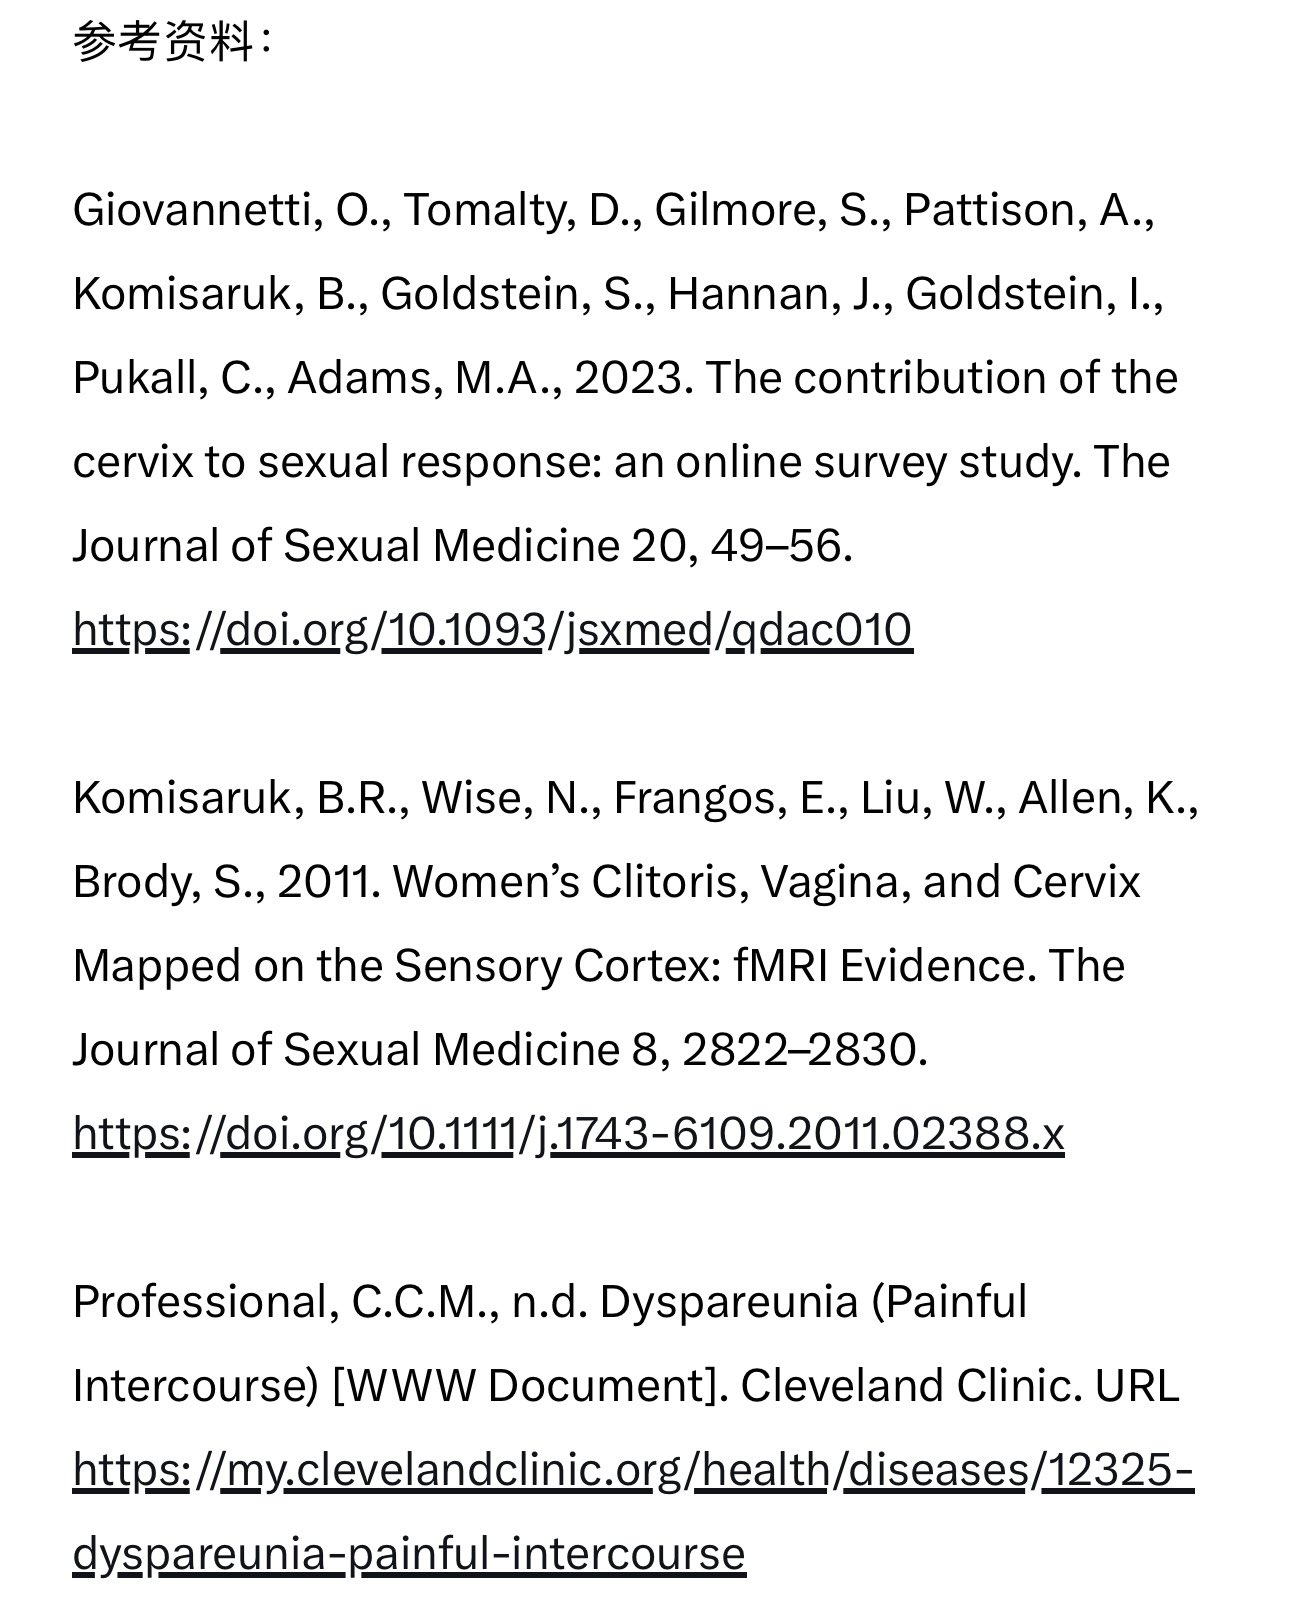 参考资料：
Giovannetti, O., Tomalty, D., Gilmore, S., Pattison, A.,
Komisaruk, B., Goldstein, S., Hannan, J., Goldstein, I.,
Pukall, C., Adams, M.A., 2023. The contribution of the
cervix to sexual response: an online survey study. The
Journal of Sexual Medicine 20, 49–56.
https://doi.org/10.1093/jsxmed/qdac010
Komisaruk, B.R., Wise, N., Frangos, E., Liu, W., Allen, K.,
Brody, S., 2011. Women’s Clitoris, Vagina, and Cervix
Mapped on the Sensory Cortex: fMRI Evidence. The
Journal of Sexual Medicine 8, 2822–2830.
https://doi.org/10.1111/j.1743-6109.2011.02388.x
Professional, C.C.M., n.d. Dyspareunia (Painful
Intercourse) [WWW Document]. Cleveland Clinic. URL
https://my.clevelandclinic.org/health/diseases/12325-
dyspareunia-painful-intercourse